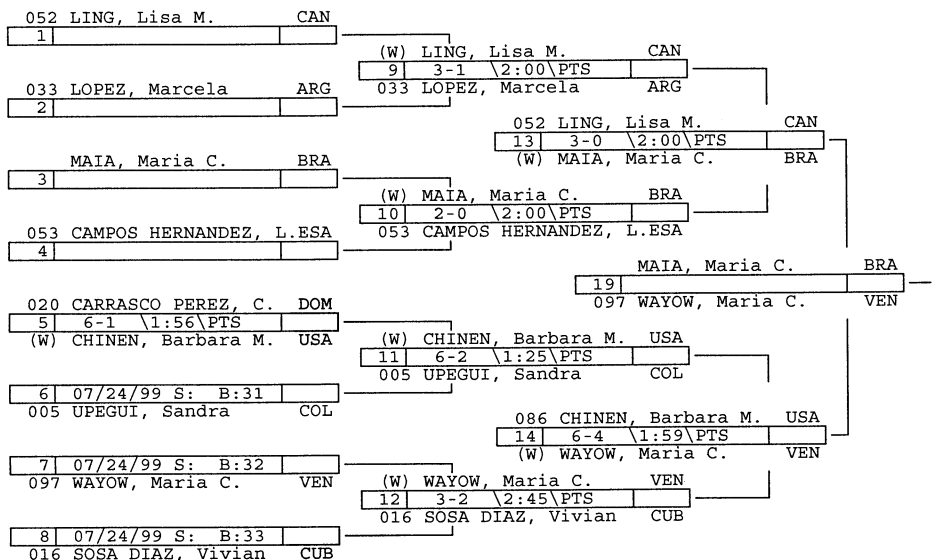 052 LING, Lisa M. CAN
1
033 LOPEZ, Marcela ARG
2
MAIA, Maria C. BRA
3
053 CAMPOS HERNANDEZ, L.ESA
4
020 CARRASCO PEREZ, C. DOM
5 6-1 \1:56\PTS
(W) CHINEN, Barbara M. USA
6 07/24/99 S: B:31
005 UPEGUI, Sandra COL
7 07/24/99 S: B:32
097 WAYOW, Maria C. VEN
8 07/24/99 S: B:33
016 SOSA DIAZ, Vivian CUB
(W) LING, Lisa M. CAN
9 3-1 \2:00\PTS
033 LOPEZ, Marcela ARG
(W) MAIA, Maria C. BRA
10 2-0 \2:00\PTS
053 CAMPOS HERNANDEZ, L.ESA
(W) CHINEN, Barbara M. USA
11 6-2 \1:25\PTS
005 UPEGUI, Sandra COL
(W) WAYOW, Maria C. VEN
12 3-2 \2:45\PTS
016 SOSA DIAZ, Vivian CUB
052 LING, Lisa M. CAN
13 3-0 \2:00\PTS
(W) MAIA, Maria C. BRA
086 CHINEN, Barbara M. USA
14 6-4 \1:59\PTS
(W) WAYOW, Maria C. VEN
MAIA, Maria C. BRA
19
097 WAYOW, Maria C. VEN